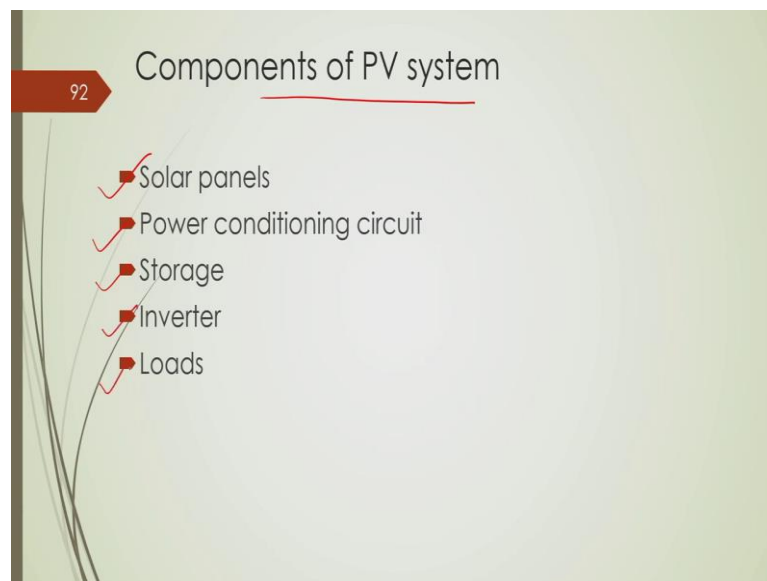 Components of PV system
92
Solar panels
Power conditioning circuit
Storage
Inverter
Loads